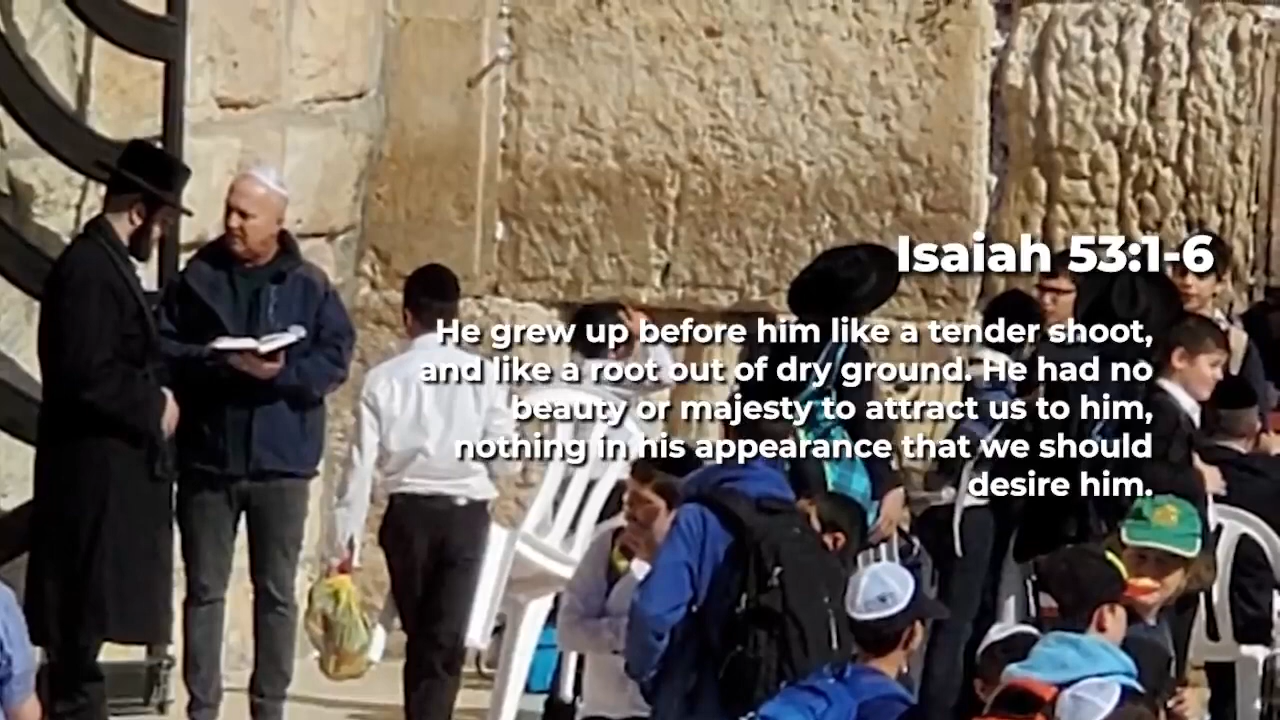 Isaiah 53:1-6
He grew up before him like a tender shoot,
and like a root out of dry ground. He had no
beauty or majesty to attract us to him,
nothing in his appearance that we should
desire him.